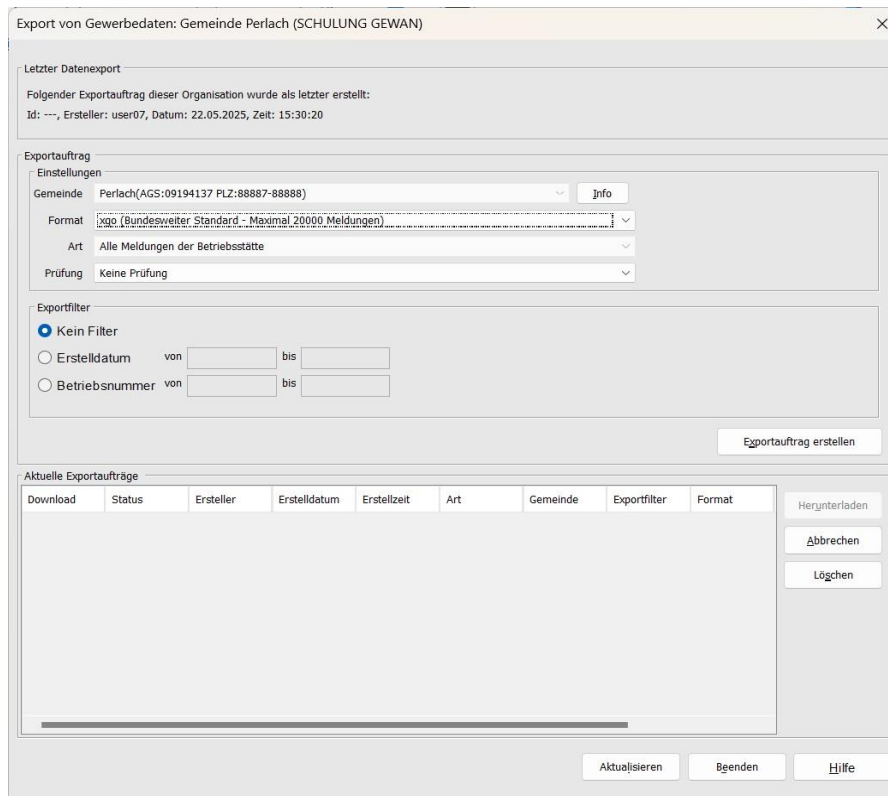 Export von Gewerbedaten: Gemeinde Perlach (SCHULUNG GEWAN)
Letzter Datenexport
Folgender Exportauftrag dieser Organisation wurde als letzter erstellt:
Id: ---, Ersteller: user07, Datum: 22.05.2025, Zeit: 15:30:20
Exportauftrag
Einstellungen
Gemeinde Perlach(AGS:09194137 PLZ:88887-88888) Info
Format xgo (Bundesweiter Standard - Maximal 20000 Meldungen)
Art Alle Meldungen der Betriebsstätte
Prüfung Keine Prüfung
Exportfilter
Kein Filter
Erstelldatum von bis
Betriebsnummer von bis
Exportauftrag erstellen
Aktuelle Exportaufträge
Download Status Ersteller Erstelldatum Erstellzeit Art Gemeinde Exportfilter Format
Herunterladen
Abbrechen
Löschen
Aktualisieren Beenden Hilfe